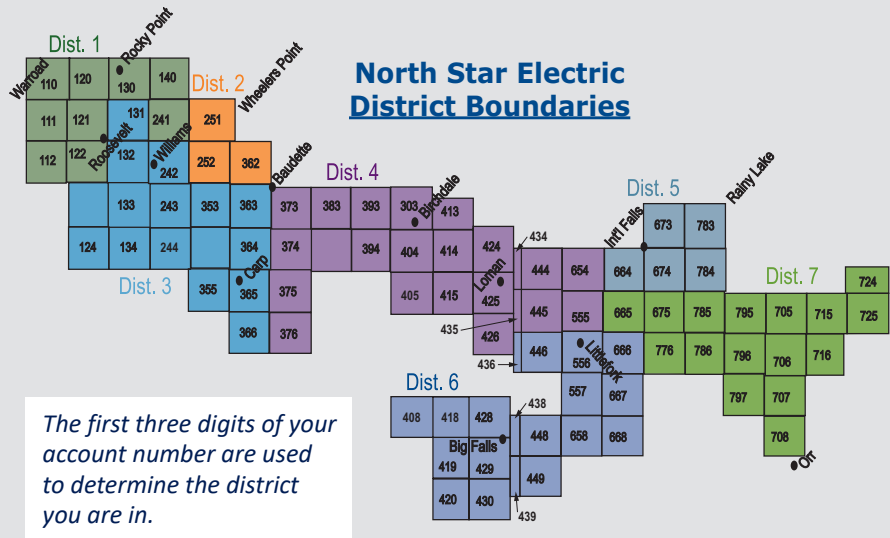 North Star Electric
District Boundaries
Dist. 1
Warroad
Rocky Point
110 120 130 140
Dist. 2
Wheelers Point
111 121 131 241 251
Roosevelt
Williams
112 122 132 242 252 362
Baudette
Dist. 4
133 243 353 363 373 383 393 303 413
Birchdale
Dist. 5
Int'l Falls
Rainy Lake
673 783
124 134 244 364 374 394 404 414 424 434
444 654 664 674 784
Dist. 3
Carp
Loman
Dist. 7
724
355 365 375 405 415 425 435
445 555 665 675 785 795 705 715 725
366 376 426 436
446 556 666 776 786 796 706 716
Littlefork
Dist. 6
557 667 797 707
408 418 428 438
Big Falls
448 658 668 708
Orr
419 429 449
420 430 439
The first three digits of your
account number are used
to determine the district
you are in.